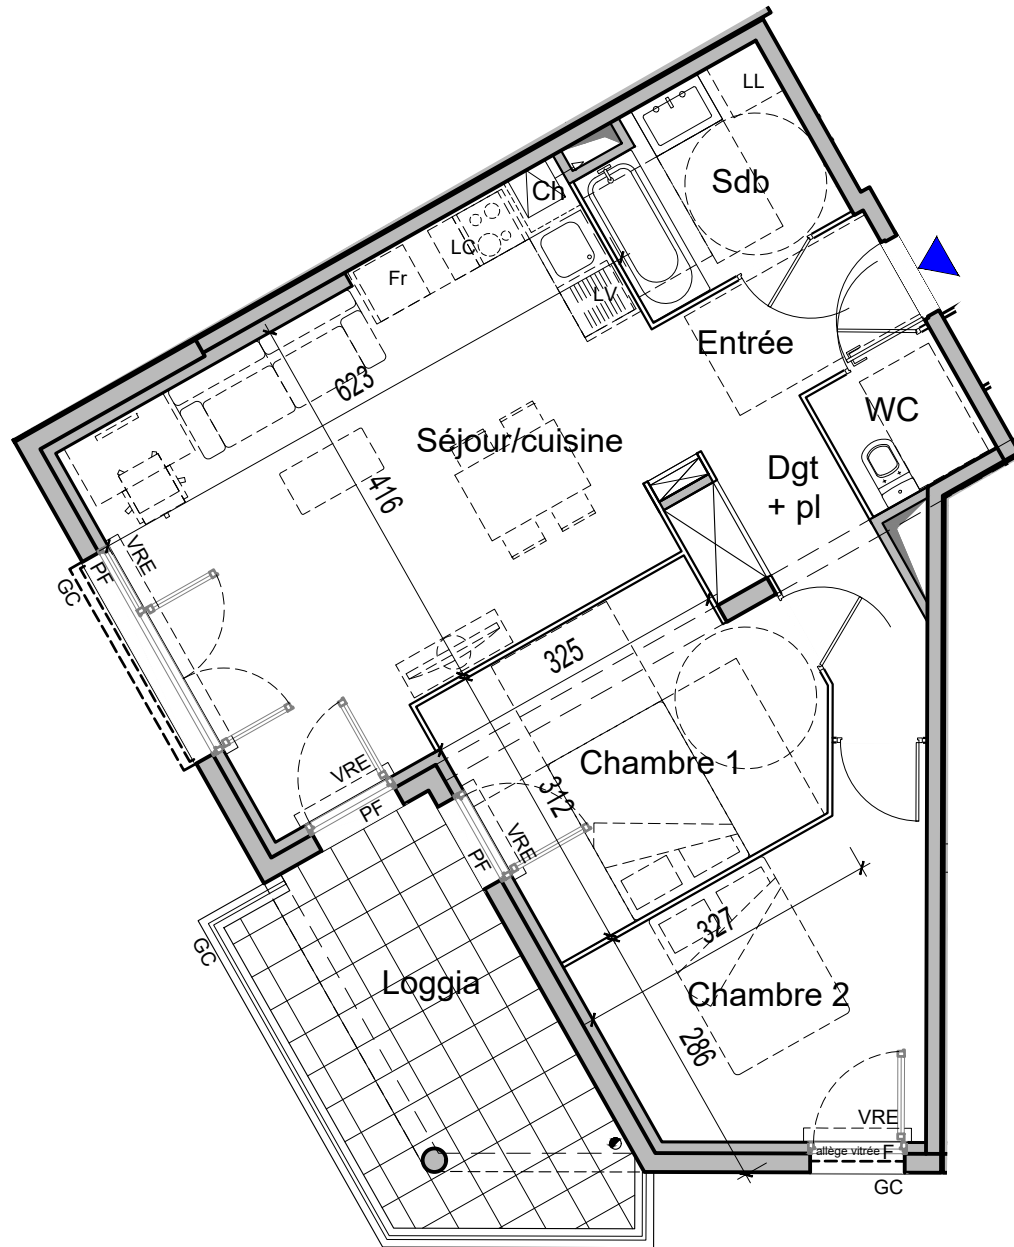 LL
Sdb
Ch
LC
Fr
LV
Entrée
623
WC
Séjour/cuisine
Dgt
+ pl
416
VRE
PF
GC
325
Chambre 1
VRE
PF
312
VRE
PF
327
GC
Loggia
Chambre 2
286
VRE
allège vitrée F
GC